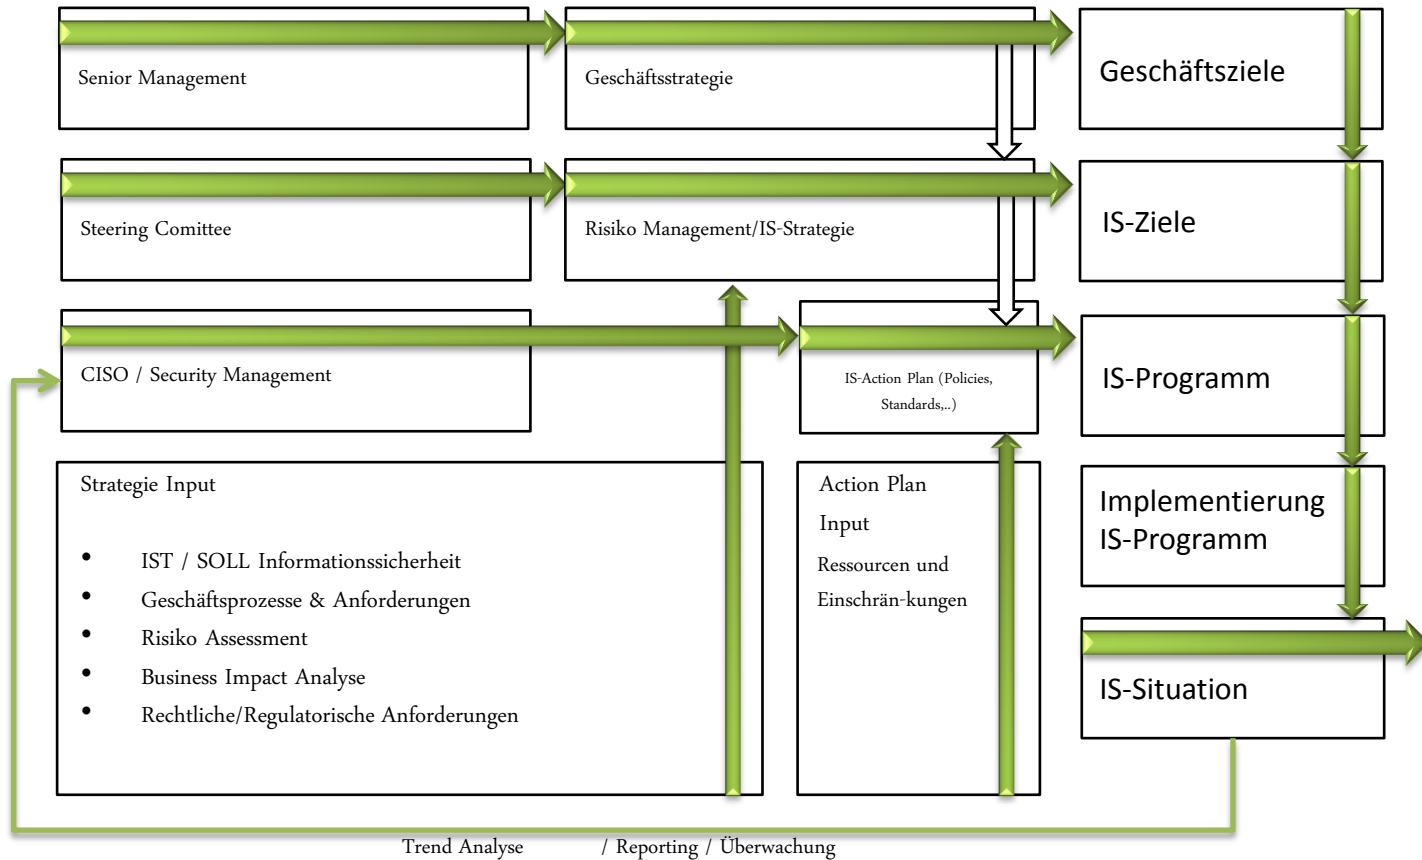 Senior Management
Geschäftsstrategie
Geschäftsziele
Steering Comittee
Risiko Management/IS-Strategie
IS-Ziele
CISO / Security Management
IS-Action Plan (Policies,
Standards,..)
IS-Programm
Strategie Input
• IST / SOLL Informationssicherheit
• Geschäftsprozesse & Anforderungen
• Risiko Assessment
• Business Impact Analyse
• Rechtliche/Regulatorische Anforderungen
Action Plan
Input
Ressourcen und
Einschrän-kungen
Implementierung
IS-Programm
IS-Situation
Trend Analyse / Reporting / Überwachung